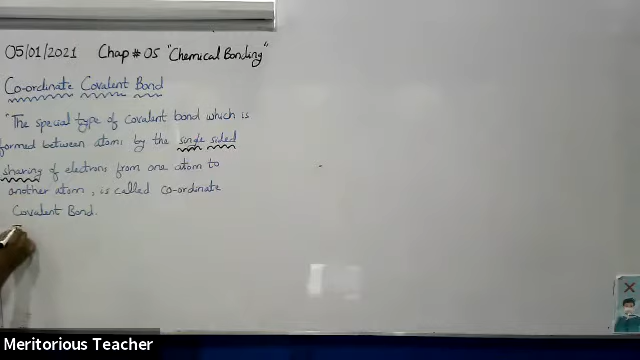 05/01/2021 Chap # 05 "Chemical Bonding"
Co-ordinate Covalent Bond
"The special type of covalent bond which is
formed between atoms by the single sided
sharing of electrons from one atom to
another atom, is called co-ordinate
Covalent Bond.
Meritorious Teacher